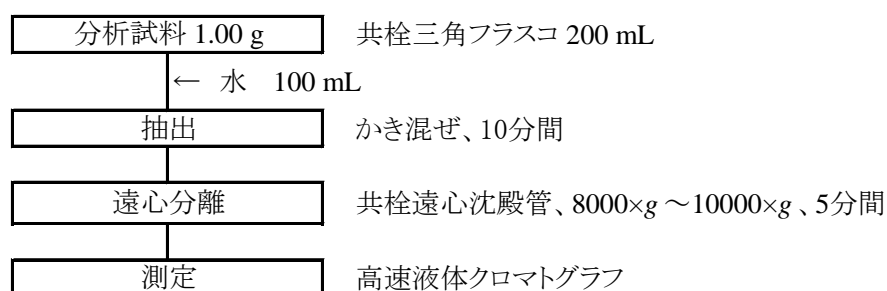 分析試料 1.00 g 共栓三角フラスコ 200 mL
← 水 100 mL
抽出 かき混ぜ、10分間
遠心分離 共栓遠心沈殿管、8000×g ～10000×g 、5分間
測定 高速液体クロマトグラフ